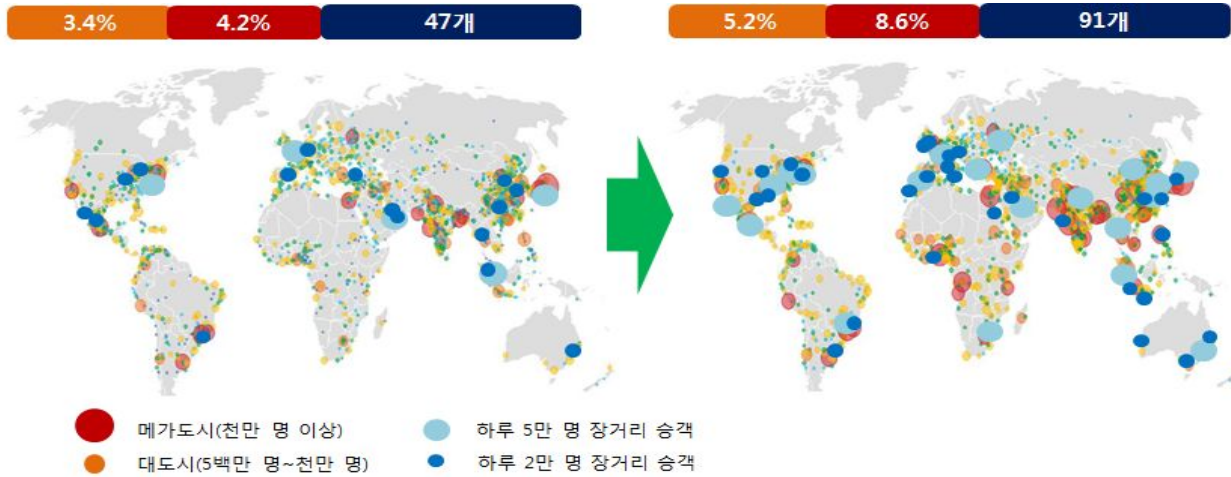 3.4% 4.2% 47개
5.2% 8.6% 91개
메가도시(천만 명 이상)
대도시(5백만 명~천만 명)
하루 5만 명 장거리 승객
하루 2만 명 장거리 승객